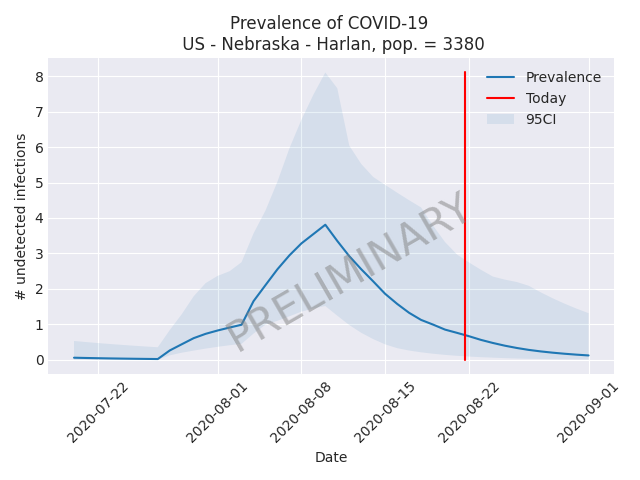 Prevalence of COVID-19
US - Nebraska - Harlan, pop. = 3380
# undetected infections
8
7
6
5
4
3
2
1
0
Prevalence
Today
95CI
PRELIMINARY
2020-07-22
2020-08-01
2020-08-08
2020-08-15
2020-08-22
2020-09-01
Date